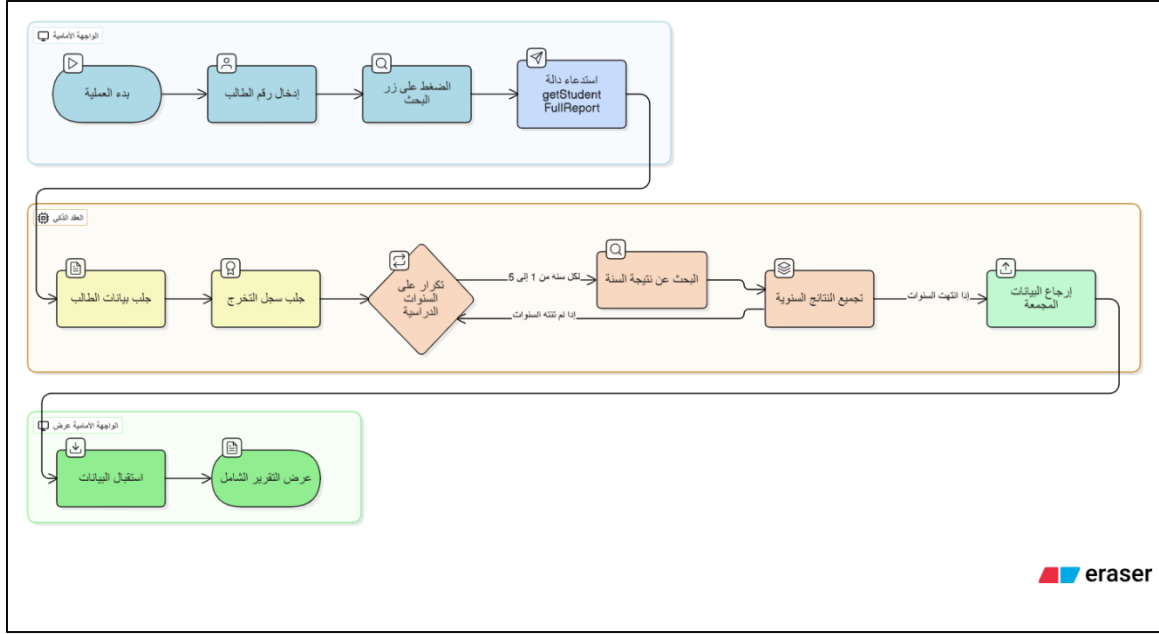 الواجهة الأمامية
بدء العملية
إدخال رقم الطالب
الضغط على زر
البحث
استدعاء دالة
getStudent
FullReport
العقد الذكي
جلب بيانات الطالب
جلب سجل التخرج
تكرار على
السنوات
الدراسية
لكل سنه من 1 إلى 5
البحث عن نتيجة السنة
تجميع النتائج السنوية
إذا لم تنته السنوات
إذا انتهت السنوات
إرجاع البيانات
المجمعة
الواجهة الأمامية عرض
استقبال البيانات
عرض التقرير الشامل
eraser